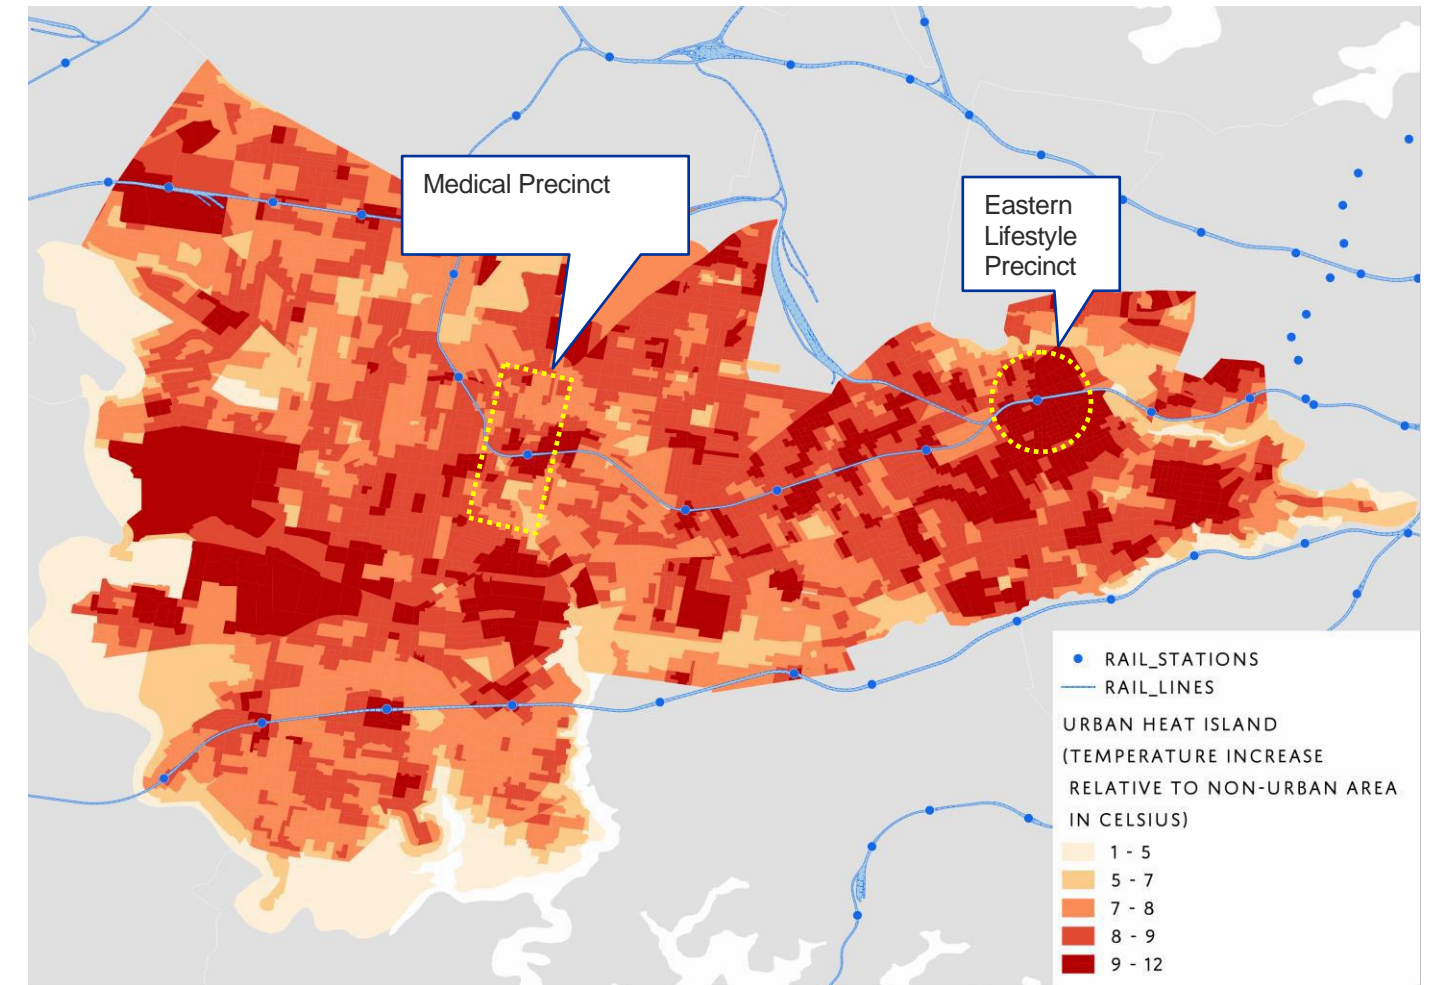 Medical Precinct
Eastern
Lifestyle
Precinct
RAIL_STATIONS
RAIL_LINES
URBAN HEAT ISLAND
(TEMPERATURE INCREASE
RELATIVE TO NON-URBAN AREA
IN CELSIUS)
1 - 5
5 - 7
7 - 8
8 - 9
9 - 12